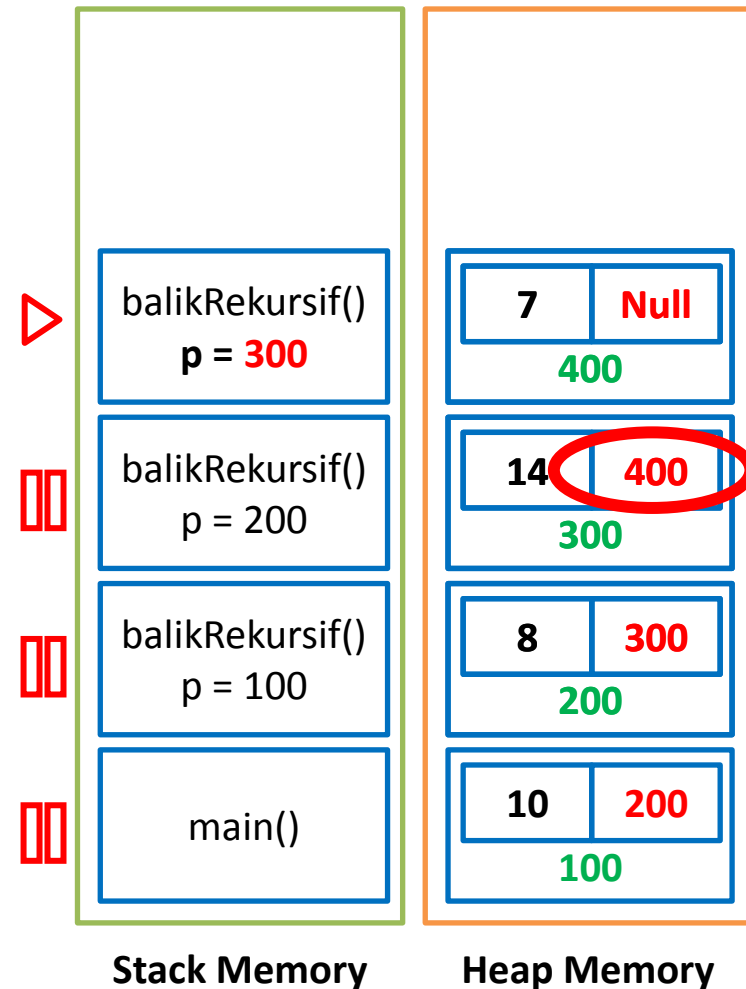 balikRekursif()
p = 300
balikRekursif()
p = 200
balikRekursif()
p = 100
main()
Stack Memory
7 Null
400
14 400
300
8 300
200
10 200
100
Heap Memory